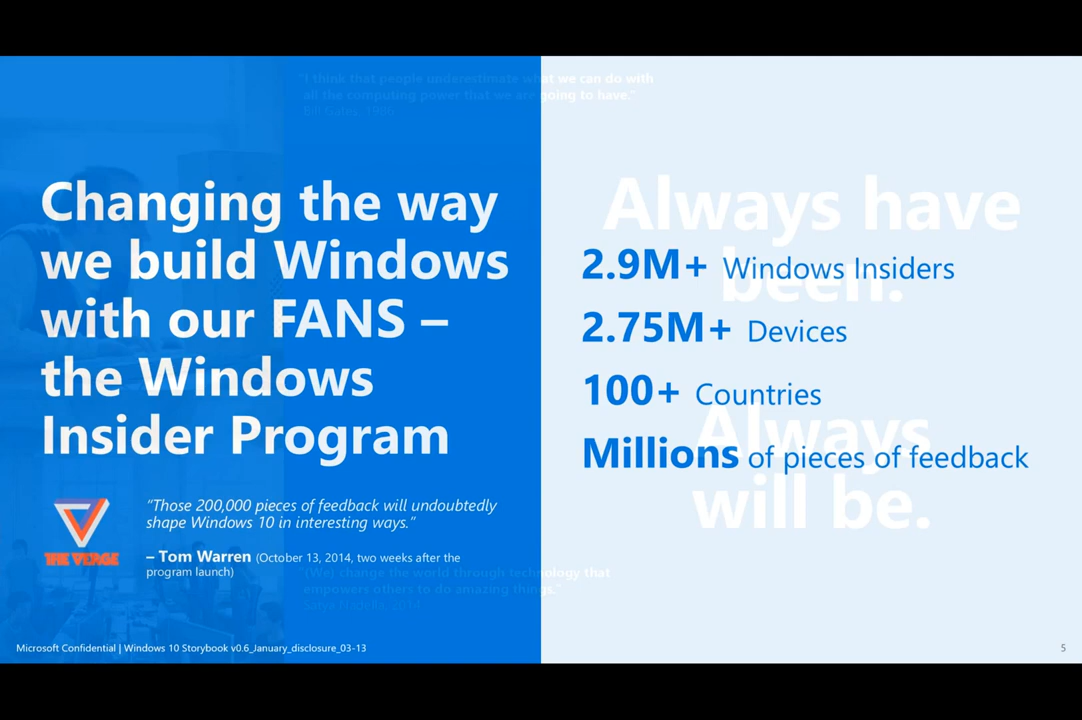 "I think that people underestimate what we can do with
all the computing power that we are going to have."
Bill Gates, 1980
Changing the way
we build Windows
with our FANS –
the Windows
Insider Program
THE VERGE
"Those 200,000 pieces of feedback will undoubtedly
shape Windows 10 in interesting ways."
– Tom Warren (October 13, 2014, two weeks after the
program launch)
"(We) change the world through technology that
empowers others to do amazing things."
Satya Nadella, 2014
Microsoft Confidential | Windows 10 Storybook v0.6_January_disclosure_03-13
Always have
been.
Always
will be.
2.9M+ Windows Insiders
2.75M+ Devices
100+ Countries
Millions of pieces of feedback
5